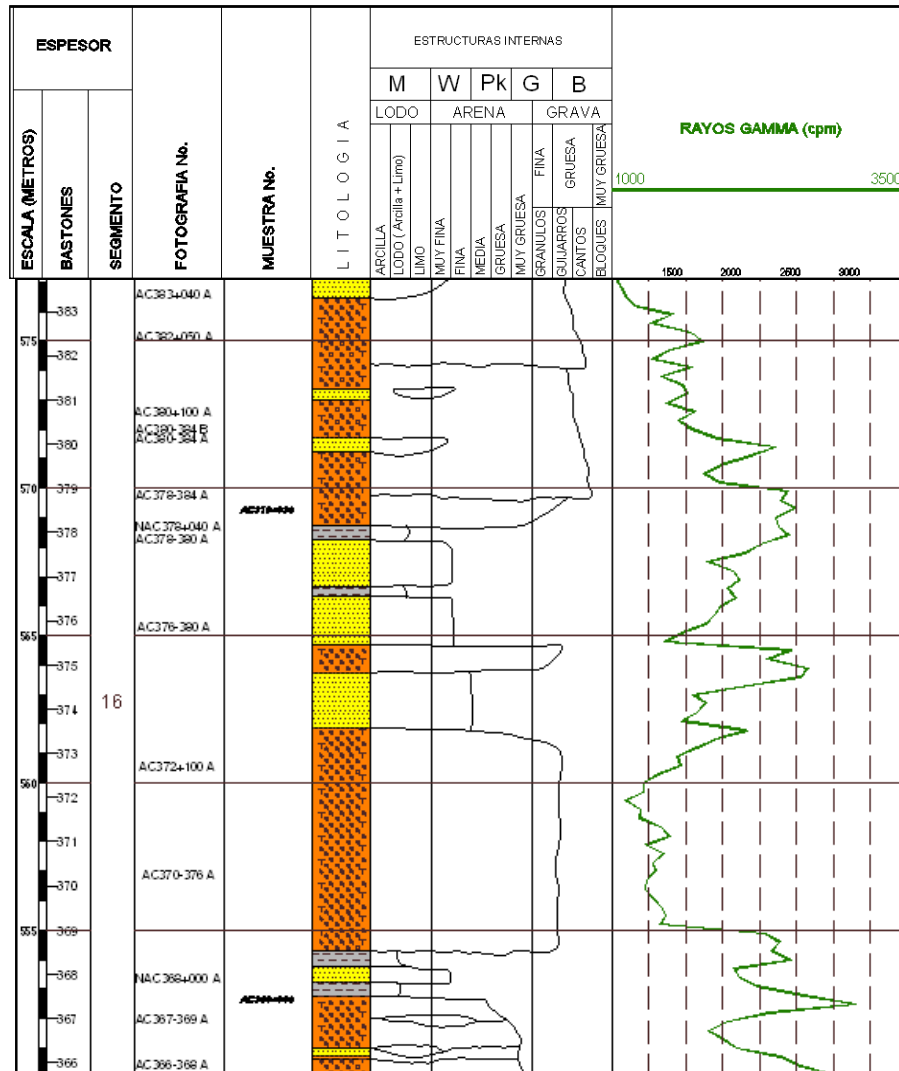 ESPESOR
ESTRUCTURAS INTERNAS
M W Pk G B
LODO ARENA GRAVA
RAYOS GAMMA (cpm)
1000 3500
ESCALA (METROS)
BASTONES
SEGMENTO
FOTOGRAFIA No.
MUESTRA No.
LITOLOGIA
ARCILLA
LODO ( Arcilla + Limo)
LIMO
MUY FINA
FINA
MEDIA
GRUESA
MUY GRUESA
GRANULOS
FINA
GUIJARROS
GRUESA
CANTOS
BLOQUES
MUY GRUESA
1500 2000 2500 3000
AC383+040 A
383
AC382+050 A
575
382
381
AC380+100 A
AC380-384 B
380
AC380-384 A
570
379
AC378-384 A
NAC378+040 A
378
AC378-380 A
377
376
AC376-380 A
565
375
16
374
373
AC372+100 A
560
372
371
AC370-376 A
370
555
369
368
NAC368+000 A
367
AC367-369 A
366
AC366-368 A